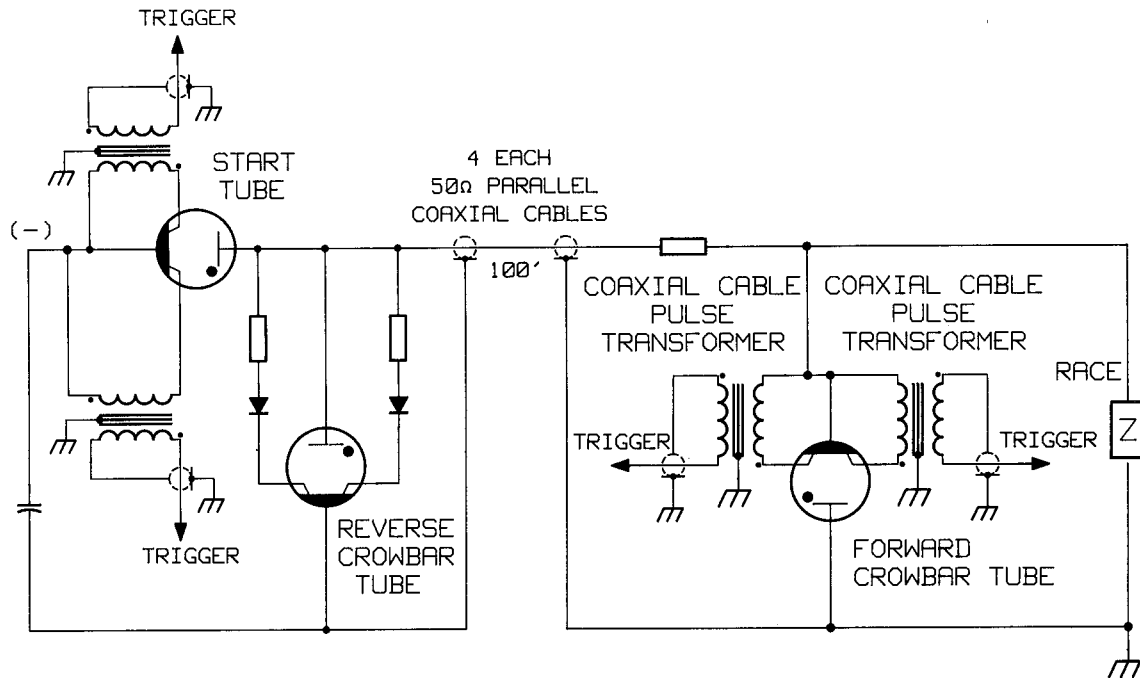 TRIGGER
START
TUBE
(-)
4 EACH
50Ω PARALLEL
COAXIAL CABLES
100'
COAXIAL CABLE
PULSE
TRANSFORMER
COAXIAL CABLE
PULSE
TRANSFORMER
RACE
Z
TRIGGER
TRIGGER
REVERSE
CROWBAR
TUBE
TRIGGER
FORWARD
CROWBAR TUBE